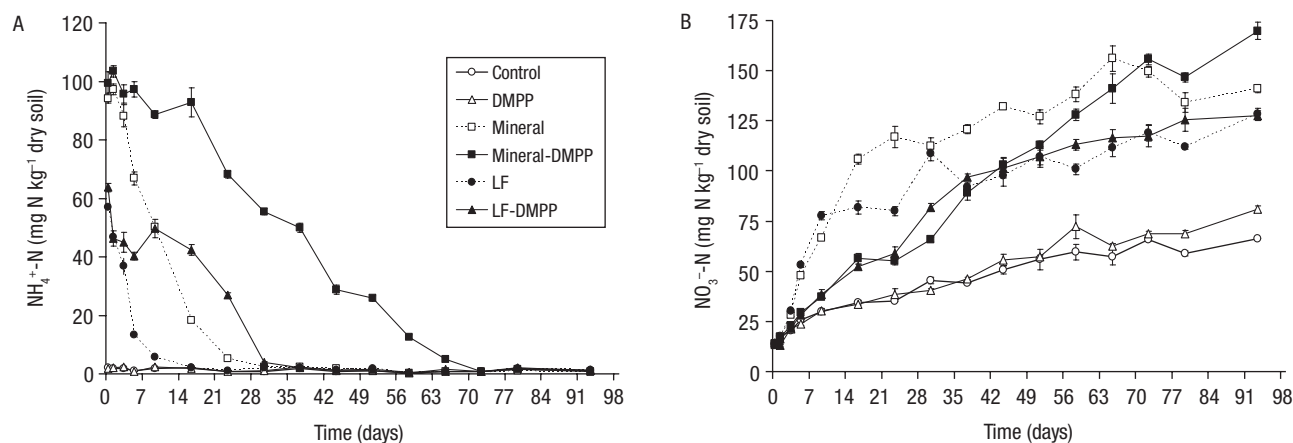 A
NH₄⁺-N (mg N kg⁻¹ dry soil)
120
100
80
60
40
20
0
0 7 14 21 28 35 42 49 56 63 70 77 84 91 98
Time (days)
Control
DMPP
Mineral
Mineral-DMPP
LF
LF-DMPP
B
NO₃⁻-N (mg N kg⁻¹ dry soil)
175
150
125
100
75
50
25
0
0 7 14 21 28 35 42 49 56 63 70 77 84 91 98
Time (days)